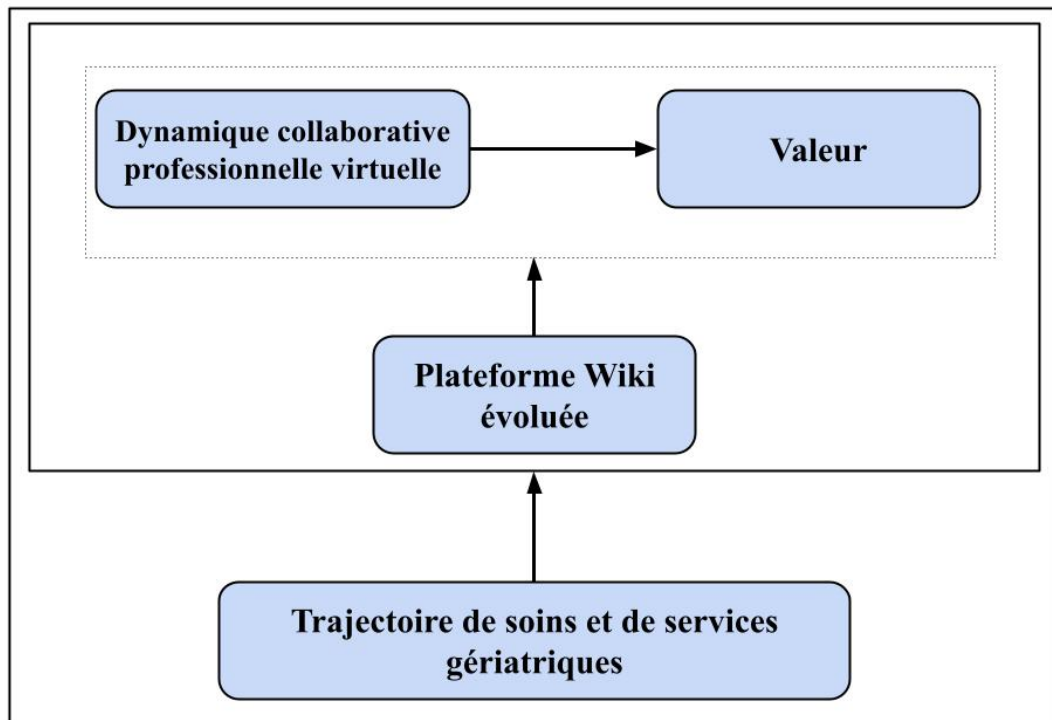 Dynamique collaborative
professionnelle virtuelle
Valeur
Plateforme Wiki
évoluée
Trajectoire de soins et de services
gériatriques